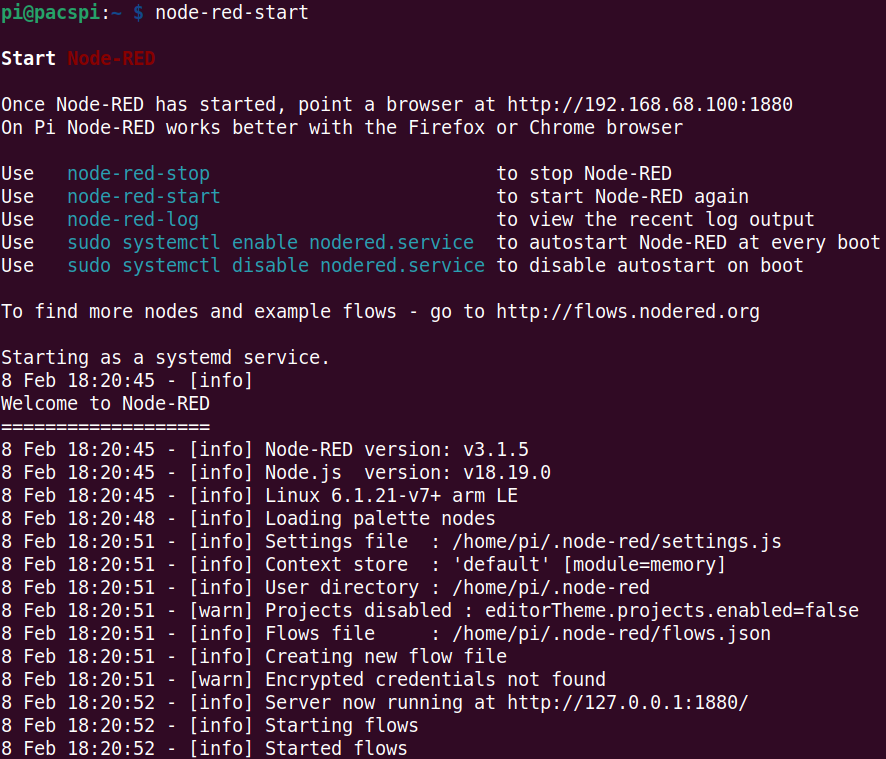 pi@pacspi:~ $ node-red-start
Start Node-RED
Once Node-RED has started, point a browser at http://192.168.68.100:1880
On Pi Node-RED works better with the Firefox or Chrome browser
Use   node-red-stop                          to stop Node-RED
Use   node-red-start                         to start Node-RED again
Use   node-red-log                           to view the recent log output
Use   sudo systemctl enable nodered.service  to autostart Node-RED at every boot
Use   sudo systemctl disable nodered.service to disable autostart on boot
To find more nodes and example flows - go to http://flows.nodered.org
Starting as a systemd service.
8 Feb 18:20:45 - [info]
Welcome to Node-RED
===================
8 Feb 18:20:45 - [info] Node-RED version: v3.1.5
8 Feb 18:20:45 - [info] Node.js  version: v18.19.0
8 Feb 18:20:45 - [info] Linux 6.1.21-v7+ arm LE
8 Feb 18:20:48 - [info] Loading palette nodes
8 Feb 18:20:51 - [info] Settings file  : /home/pi/.node-red/settings.js
8 Feb 18:20:51 - [info] Context store  : 'default' [module=memory]
8 Feb 18:20:51 - [info] User directory : /home/pi/.node-red
8 Feb 18:20:51 - [warn] Projects disabled : editorTheme.projects.enabled=false
8 Feb 18:20:51 - [info] Flows file     : /home/pi/.node-red/flows.json
8 Feb 18:20:51 - [info] Creating new flow file
8 Feb 18:20:51 - [warn] Encrypted credentials not found
8 Feb 18:20:52 - [info] Server now running at http://127.0.0.1:1880/
8 Feb 18:20:52 - [info] Starting flows
8 Feb 18:20:52 - [info] Started flows